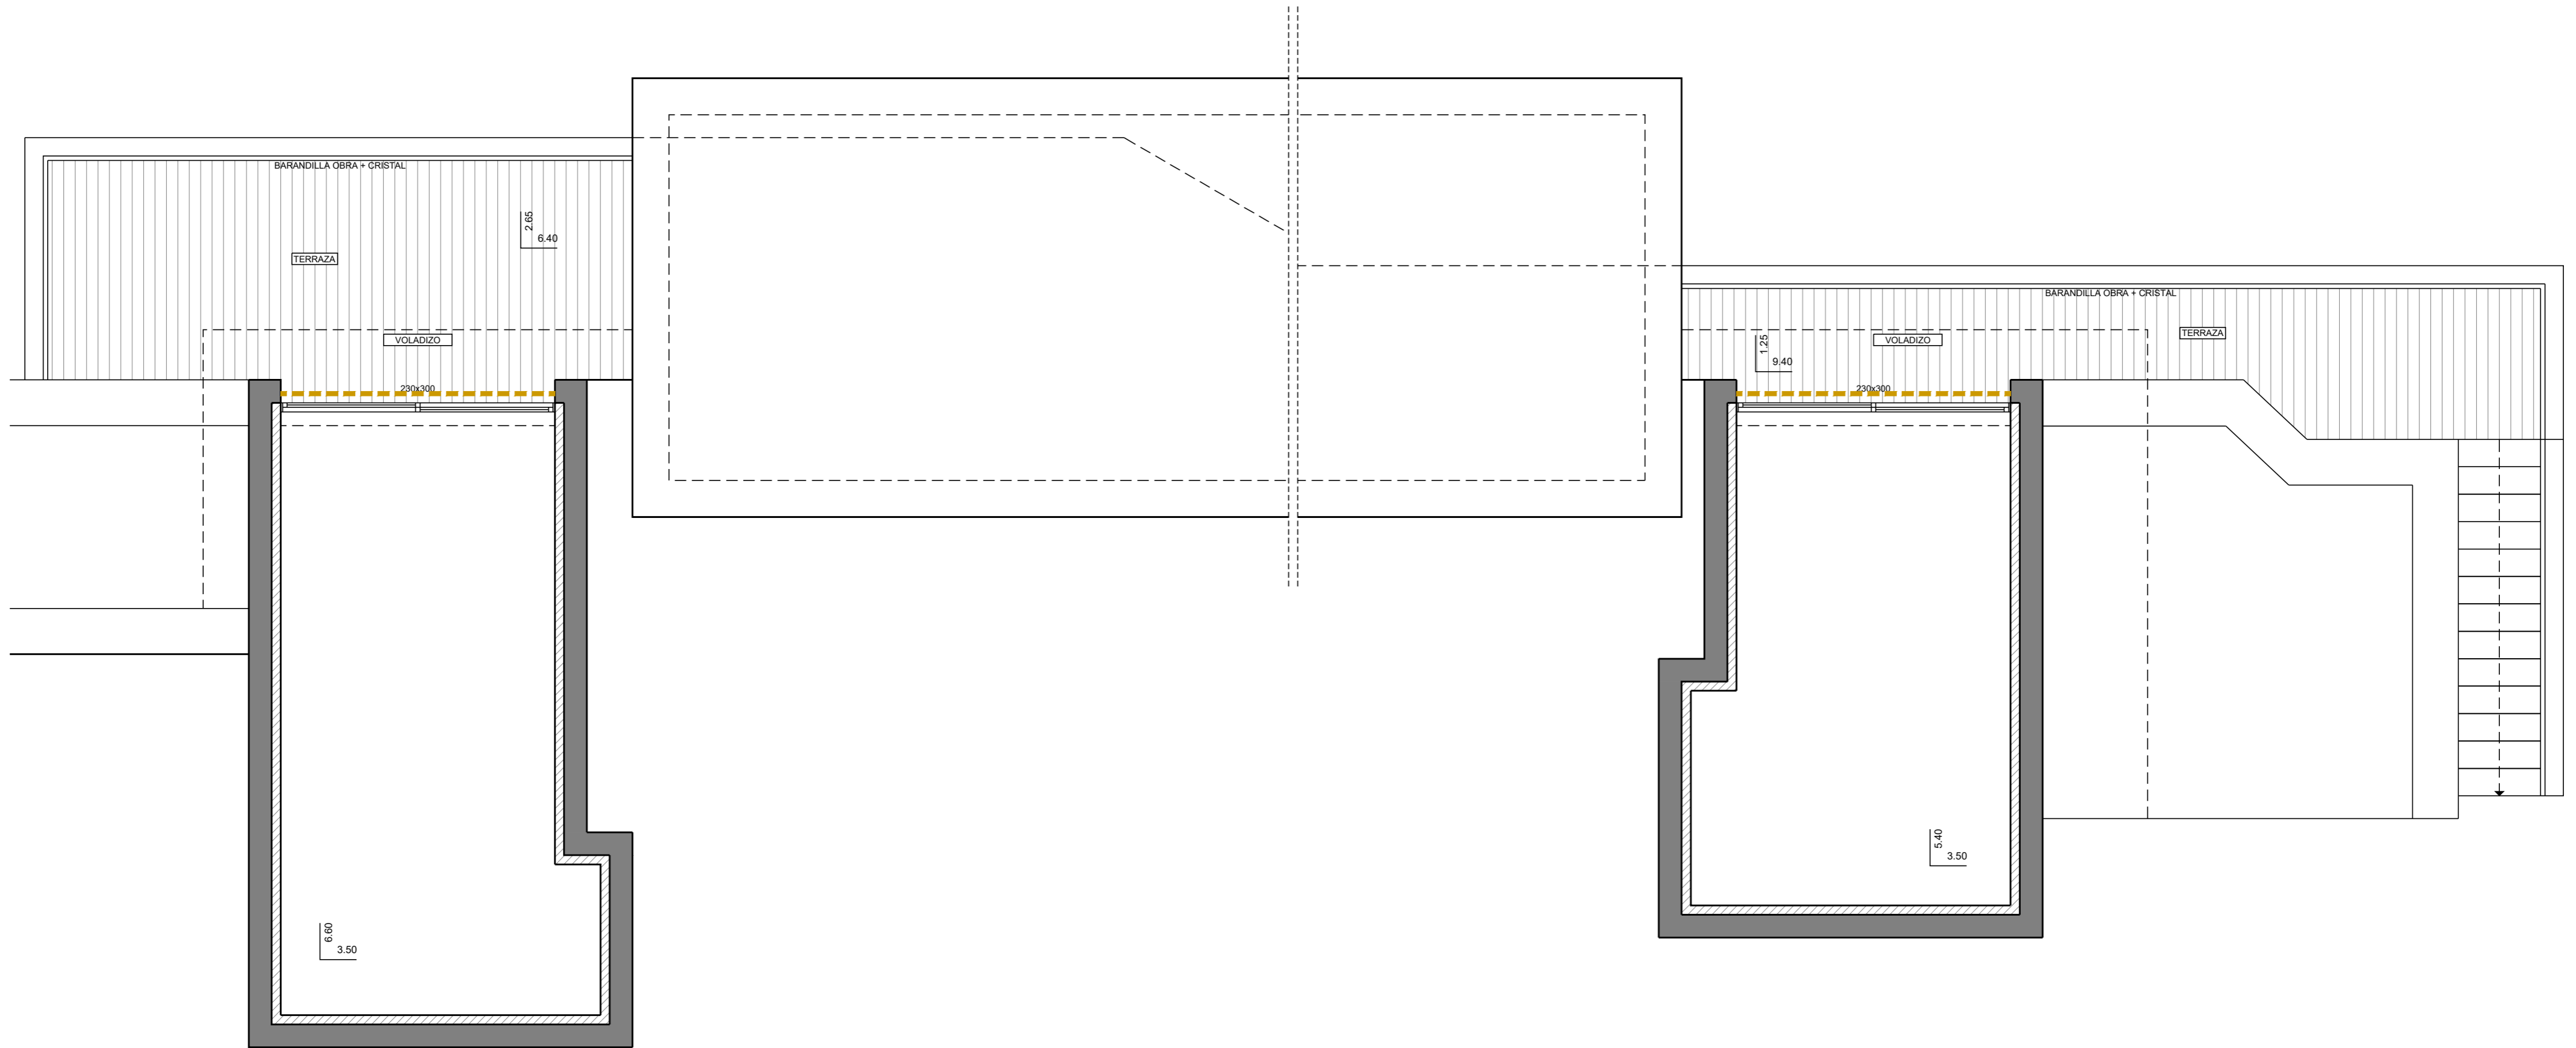 BARANDILLA OBRA + CRISTAL
2.65
6.40
TERRAZA
VOLADIZO
230x300
6.60
3.50
BARANDILLA OBRA + CRISTAL
TERRAZA
VOLADIZO
1.25
9.40
230x300
5.40
3.50